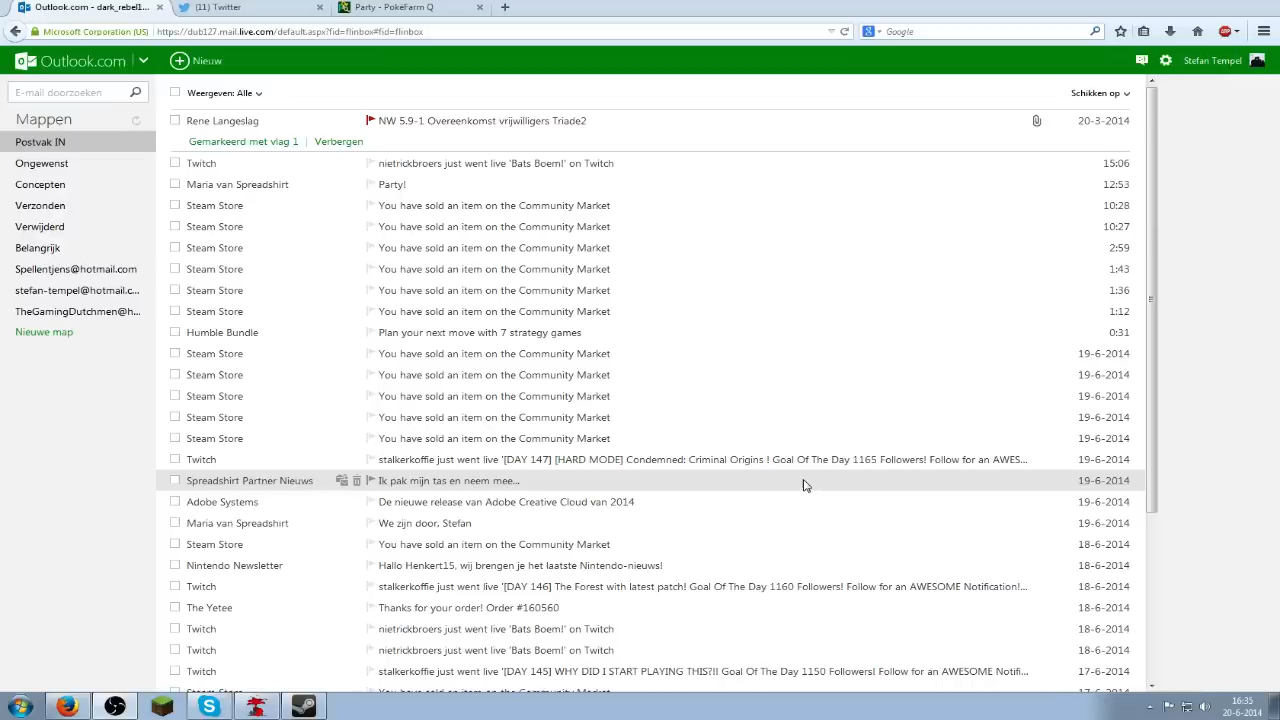 Outlook.com - dark_rebel1...
(11) Twitter
Party - PokéFarm Q
Microsoft Corporation (US)
https://dub127.mail.live.com/default.aspx?fid=flinbox#fid=flinbox
Google
Outlook.com
Nieuw
Stefan Tempel
E-mail doorzoeken
Weergeven: Alle
Schikken op
Mappen
Postvak IN
Ongewenst
Concepten
Verzonden
Verwijderd
Belangrijk
Spellentjens@hotmail.com
stefan-tempel@hotmail.c...
TheGamingDutchmen@h...
Nieuwe map
Rene Langeslag NW 5.9-1 Overeenkomst vrijwilligers Triade2 20-3-2014
Gemarkeerd met vlag 1 Verbergen
Twitch nietrickbroers just went live 'Bats Boem!' on Twitch 15:06
Maria van Spreadshirt Party! 12:53
Steam Store You have sold an item on the Community Market 10:28
Steam Store You have sold an item on the Community Market 10:27
Steam Store You have sold an item on the Community Market 2:59
Steam Store You have sold an item on the Community Market 1:43
Steam Store You have sold an item on the Community Market 1:36
Steam Store You have sold an item on the Community Market 1:12
Humble Bundle Plan your next move with 7 strategy games 0:31
Steam Store You have sold an item on the Community Market 19-6-2014
Steam Store You have sold an item on the Community Market 19-6-2014
Steam Store You have sold an item on the Community Market 19-6-2014
Steam Store You have sold an item on the Community Market 19-6-2014
Steam Store You have sold an item on the Community Market 19-6-2014
Twitch stalkerkoffie just went live '[DAY 147] [HARD MODE] Condemned: Criminal Origins ! Goal Of The Day 1165 Followers! Follow for an AWES... 19-6-2014
Spreadshirt Partner Nieuws Ik pak mijn tas en neem mee... 19-6-2014
Adobe Systems De nieuwe release van Adobe Creative Cloud van 2014 19-6-2014
Maria van Spreadshirt We zijn door, Stefan 19-6-2014
Steam Store You have sold an item on the Community Market 18-6-2014
Nintendo Newsletter Hallo Henkert15, wij brengen je het laatste Nintendo-nieuws! 18-6-2014
Twitch stalkerkoffie just went live '[DAY 146] The Forest with latest patch! Goal Of The Day 1160 Followers! Follow for an AWESOME Notification!... 18-6-2014
The Yetee Thanks for your order! Order #160560 18-6-2014
Twitch nietrickbroers just went live 'Bats Boem!' on Twitch 18-6-2014
Twitch nietrickbroers just went live 'Bats Boem!' on Twitch 18-6-2014
Twitch stalkerkoffie just went live '[DAY 145] WHY DID I START PLAYING THIS?!! Goal Of The Day 1150 Followers! Follow for an AWESOME Notifi... 17-6-2014
Steam Store You have sold an item on the Community Market 17-6-2014
16:35
20-6-2014